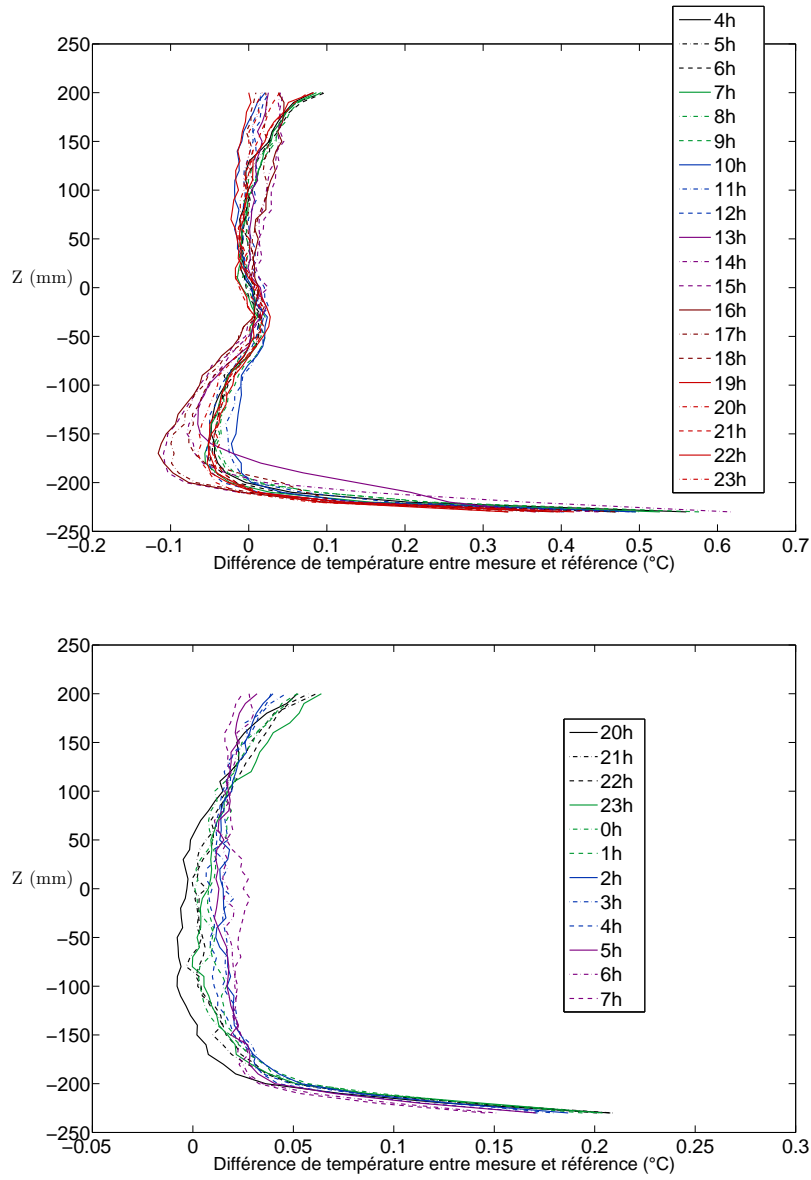 250
200
150
100
50
0
−50
−100
−150
−200
−250
Z (mm)
−0.2
−0.1
0
0.1
0.2
0.3
0.4
0.5
0.6
0.7
Différence de température entre mesure et référence (°C)
4h
5h
6h
7h
8h
9h
10h
11h
12h
13h
14h
15h
16h
17h
18h
19h
20h
21h
22h
23h
250
200
150
100
50
0
−50
−100
−150
−200
−250
Z (mm)
−0.05
0
0.05
0.1
0.15
0.2
0.25
0.3
Différence de température entre mesure et référence (°C)
20h
21h
22h
23h
0h
1h
2h
3h
4h
5h
6h
7h